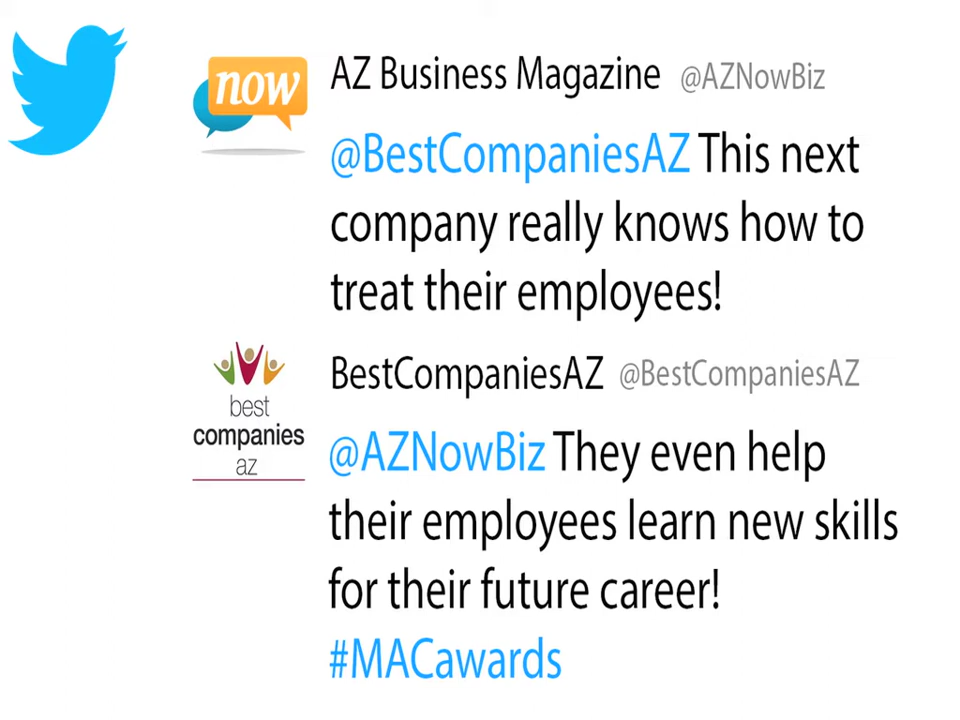 now
AZ Business Magazine @AZNowBiz
@BestCompaniesAZ This next
company really knows how to
treat their employees!
best
companies
az
BestCompaniesAZ @BestCompaniesAZ
@AZNowBiz They even help
their employees learn new skills
for their future career!
#MACawards